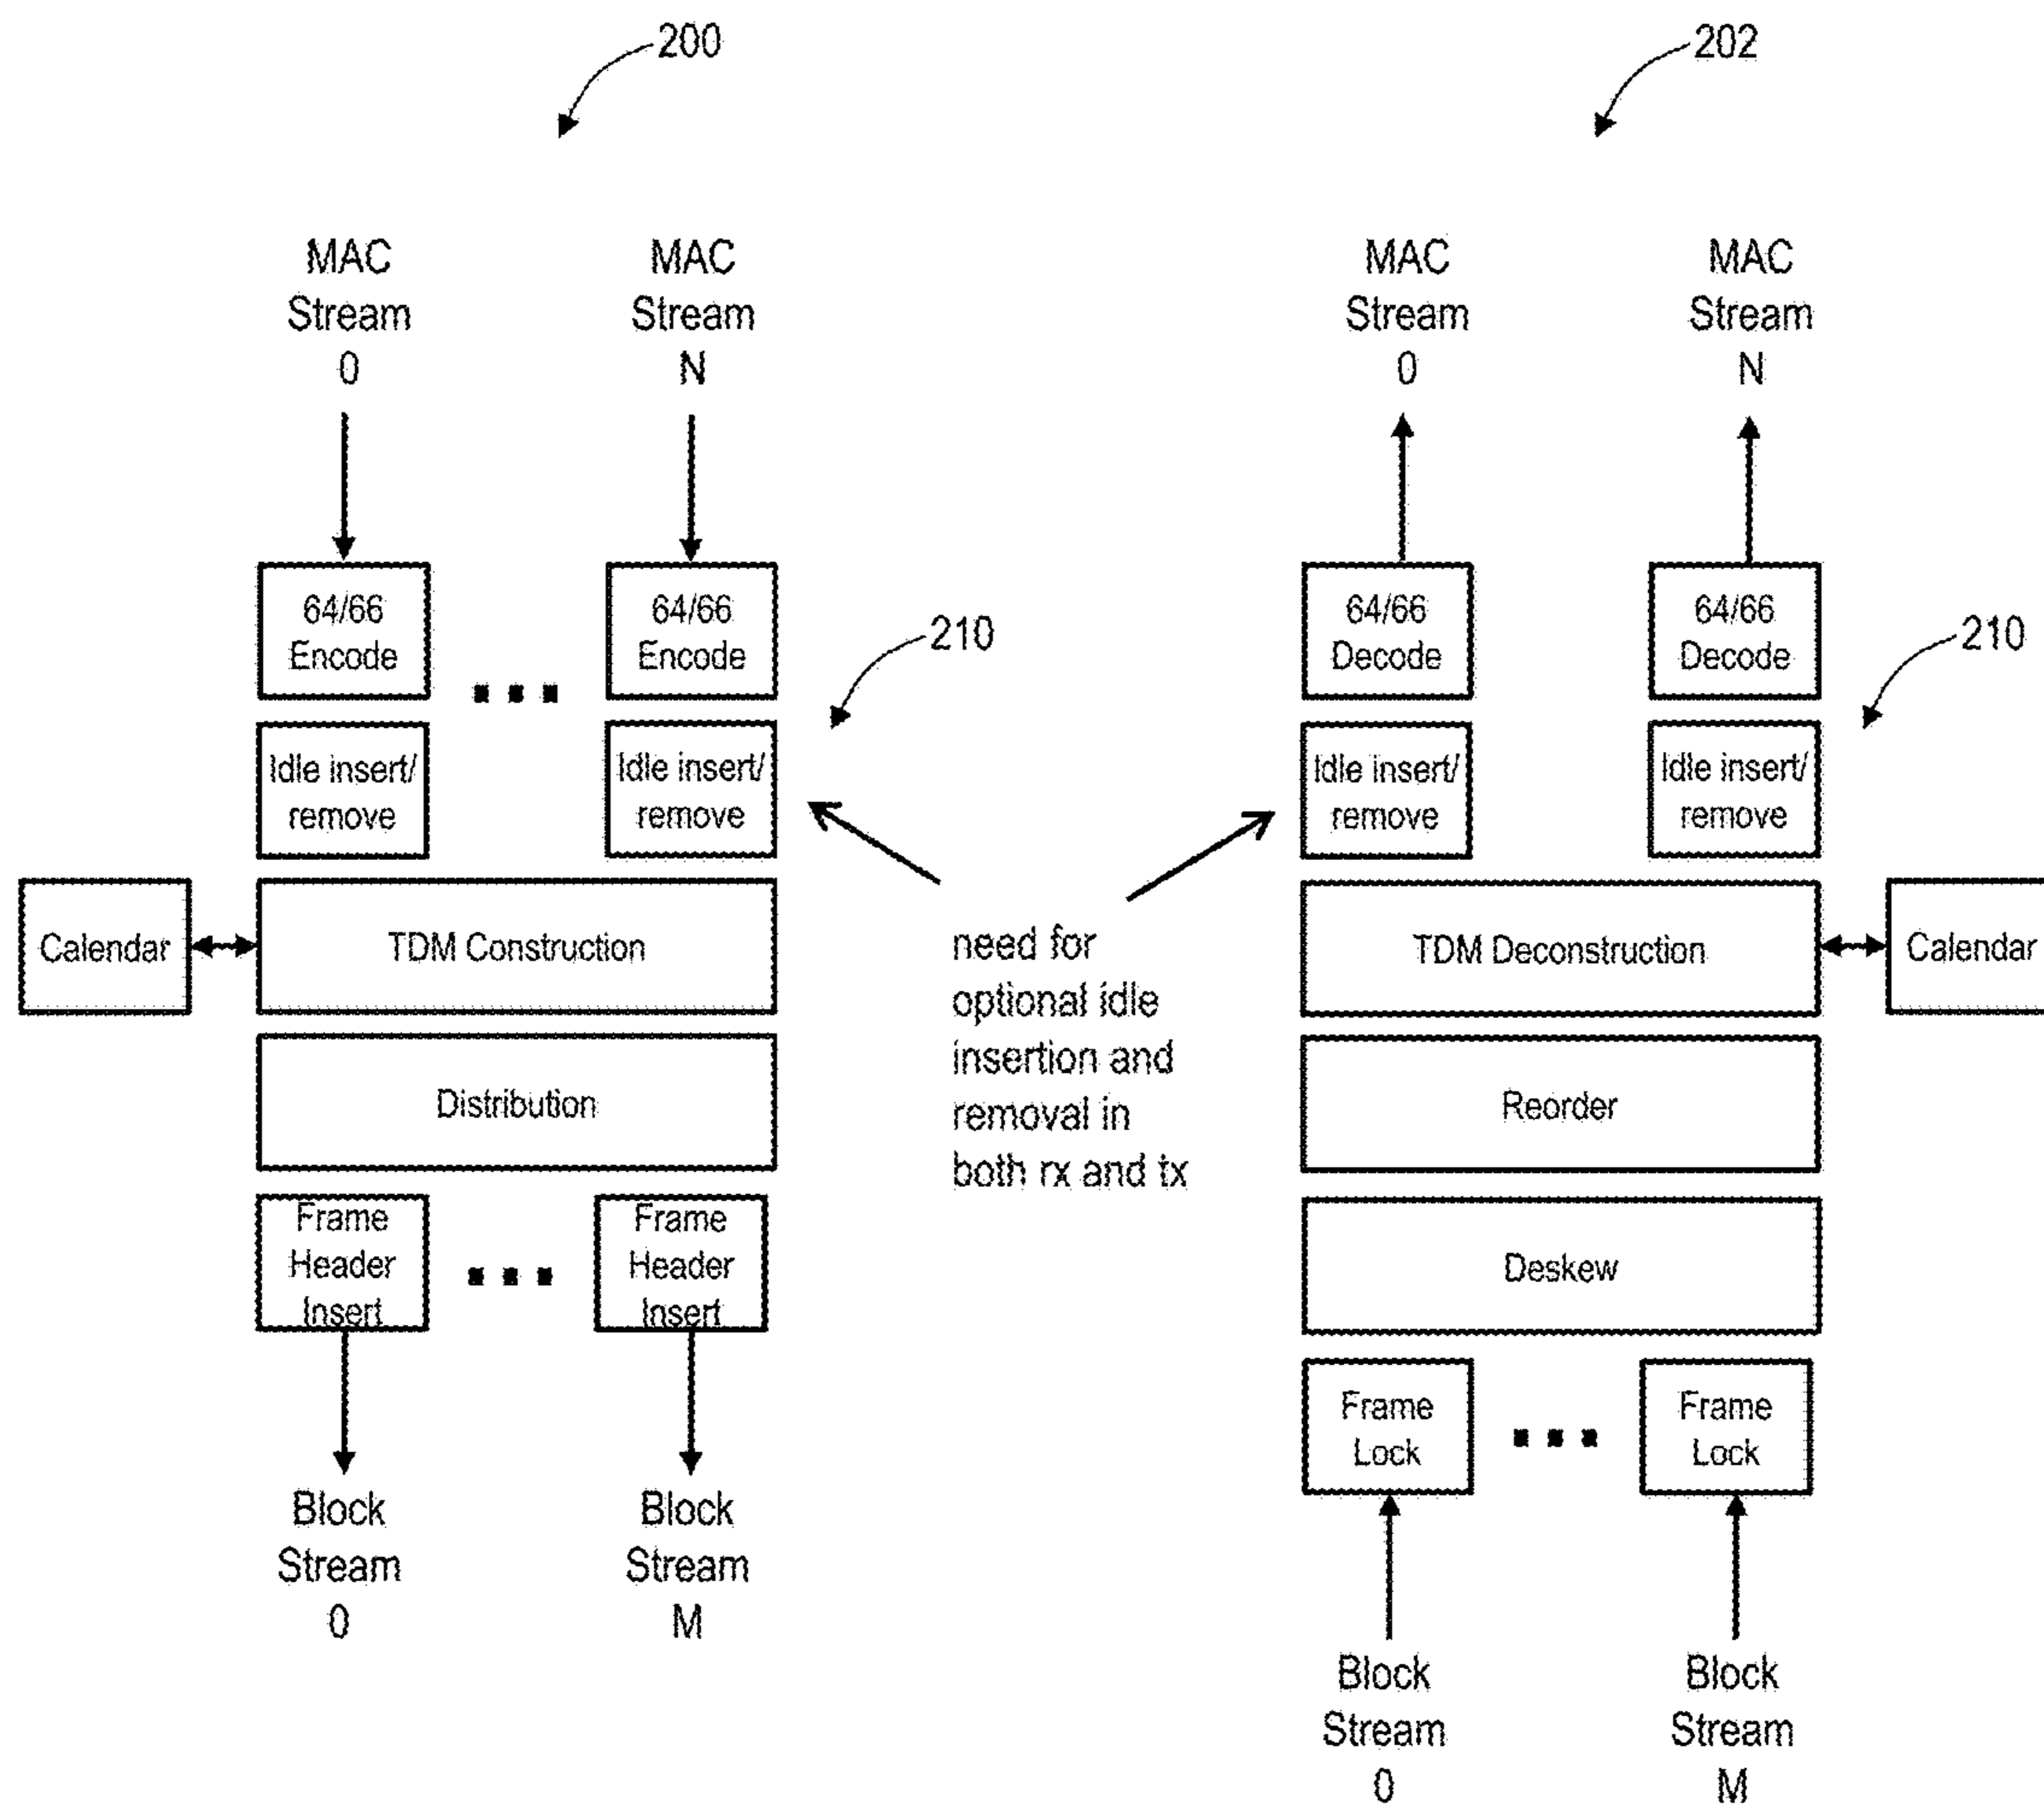 200
MAC
Stream
0
MAC
Stream
N
64/66
Encode
64/66
Encode
210
Idle insert/
remove
Idle insert/
remove
Calendar
TDM Construction
Distribution
Frame
Header
Insert
Frame
Header
Insert
Block
Stream
0
Block
Stream
M
need for
optional idle
insertion and
removal in
both rx and tx
202
MAC
Stream
0
MAC
Stream
N
64/66
Decode
64/66
Decode
210
Idle insert/
remove
Idle insert/
remove
TDM Deconstruction
Calendar
Reorder
Deskew
Frame
Lock
Frame
Lock
Block
Stream
0
Block
Stream
M